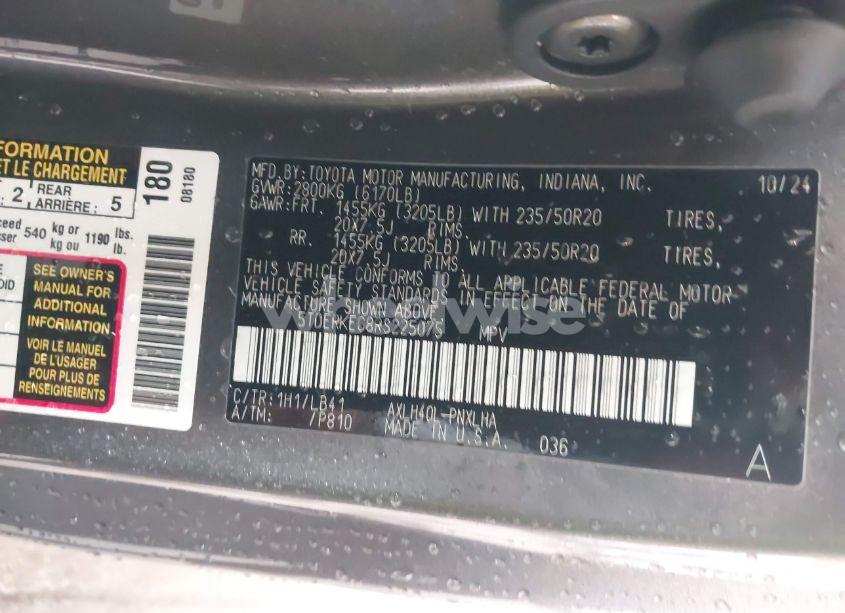 FORMATION
ET LE CHARGEMENT
: 2 REAR ARRIÈRE : 5
540 kg or kg ou 1190 lbs. lb.
SEE OWNER'S
MANUAL FOR
ADDITIONAL
INFORMATION
VOIR LE MANUEL
DE L'USAGER
POUR PLUS DE
RENSEIGNEMENTS
180
08180
MFD.BY:TOYOTA MOTOR MANUFACTURING, INDIANA, INC. 10/24
GVWR:2800KG (6170LB)
GAWR:FRT. 1455KG (3205LB) WITH 235/50R20 TIRES,
20X7.5J RIMS,
RR. 1455KG (3205LB) WITH 235/50R20 TIRES,
20X7.5J RIMS.
THIS VEHICLE CONFORMS TO ALL APPLICABLE FEDERAL MOTOR
VEHICLE SAFETY STANDARDS IN EFFECT ON THE DATE OF
MANUFACTURE SHOWN ABOVE.
MPV
C/TR:1H1/LB41 AXLH40L-PNXLHA
A/TM: /P810 MADE IN U.S.A. 036
A